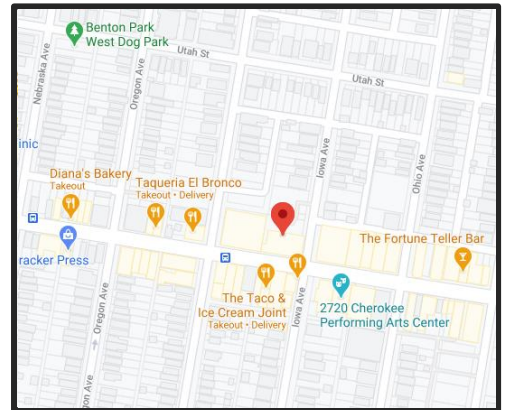 Benton Park
West Dog Park
Utah St
Utah St
Nebraska Ave
Oregon Ave
Iowa Ave
Ohio Ave
inic
Diana's Bakery
Takeout
Taqueria El Bronco
Takeout • Delivery
The Fortune Teller Bar
racker Press
The Taco &
Ice Cream Joint
Takeout • Delivery
2720 Cherokee
Performing Arts Center
Iowa Ave
Oregon Ave
gon Ave